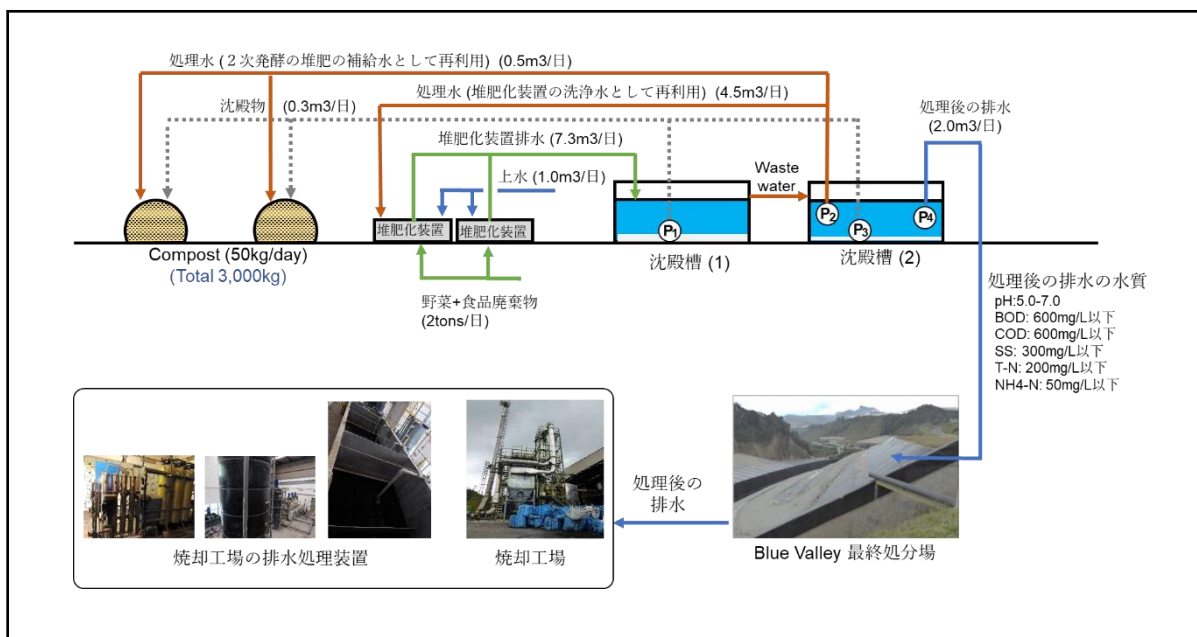 処理水 (２次発酵の堆肥の補給水として再利用) (0.5m3/日)
沈殿物 (0.3m3/日)
処理水 (堆肥化装置の洗浄水として再利用) (4.5m3/日)
処理後の排水
(2.0m3/日)
堆肥化装置排水 (7.3m3/日)
上水 (1.0m3/日)
Waste
water
堆肥化装置
堆肥化装置
P1
P2
P3
P4
Compost (50kg/day)
(Total 3,000kg)
沈殿槽 (1)
沈殿槽 (2)
野菜+食品廃棄物
(2tons/日)
処理後の排水の水質
pH:5.0-7.0
BOD: 600mg/L以下
COD: 600mg/L以下
SS: 300mg/L以下
T-N: 200mg/L以下
NH4-N: 50mg/L以下
処理後の
排水
焼却工場の排水処理装置
焼却工場
Blue Valley 最終処分場